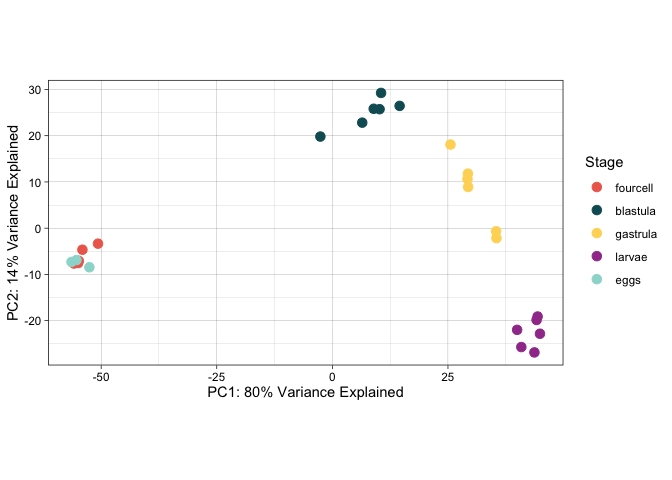 30
20
10
0
-10
-20
-50
-25
0
25
PC1: 80% Variance Explained
PC2: 14% Variance Explained
Stage
fourcell
blastula
gastrula
larvae
eggs